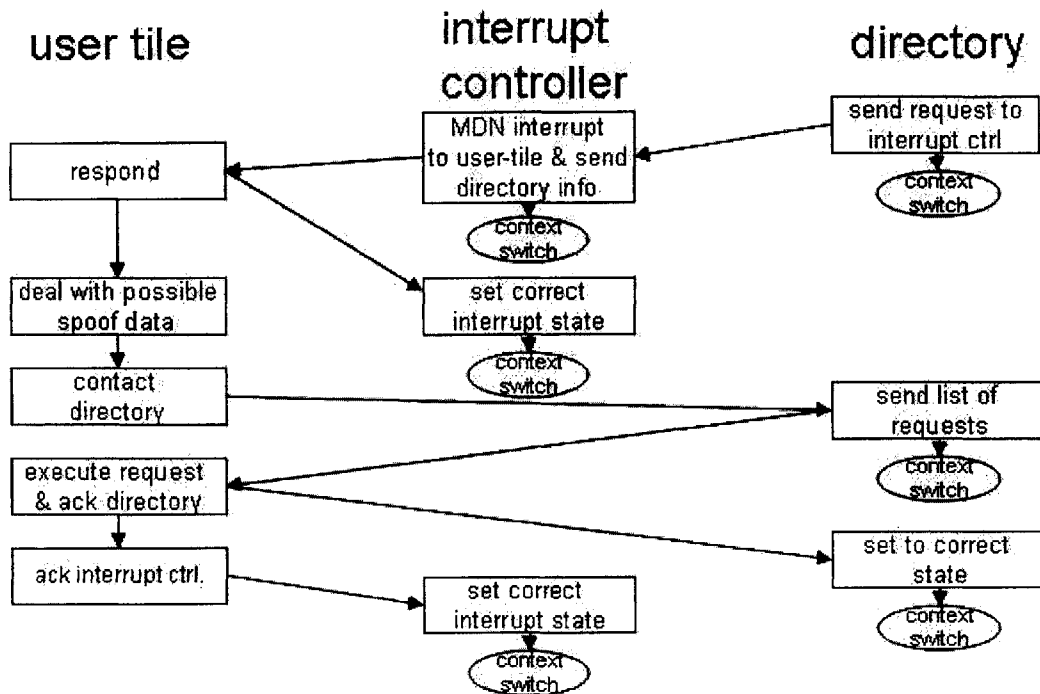 user tile
interrupt
controller
directory
MDN interrupt
to user-tile & send
directory info
send request to
interrupt ctrl
respond
context
switch
context
switch
deal with possible
spoof data
set correct
interrupt state
context
switch
contact
directory
send list of
requests
execute request
& ack directory
context
switch
ack interrupt ctrl.
set to correct
state
set correct
interrupt state
context
switch
context
switch